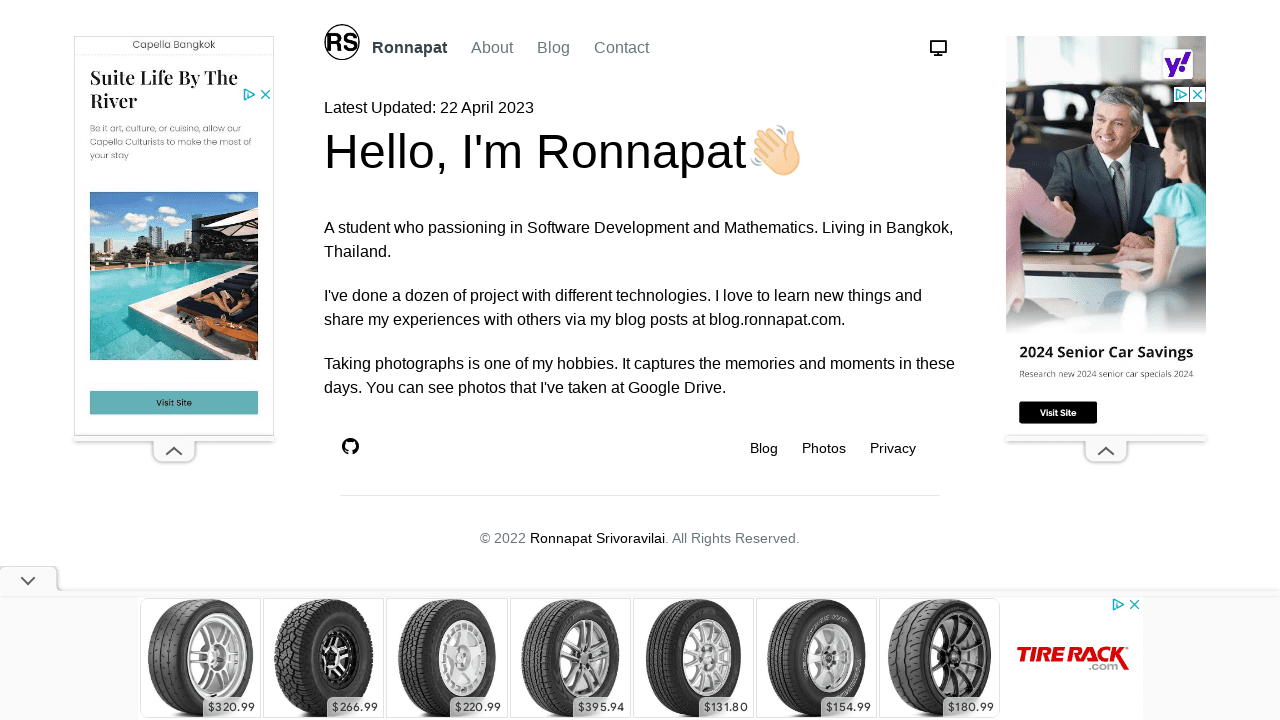 Capella Bangkok
Suite Life By The
River
Be it art, culture, or cuisine, allow our
Capella Culturists to make the most of
your stay
Visit Site
RS
Ronnapat
About
Blog
Contact
Latest Updated: 22 April 2023
Hello, I'm Ronnapat
A student who passioning in Software Development and Mathematics. Living in Bangkok,
Thailand.
I've done a dozen of project with different technologies. I love to learn new things and
share my experiences with others via my blog posts at blog.ronnapat.com.
Taking photographs is one of my hobbies. It captures the memories and moments in these
days. You can see photos that I've taken at Google Drive.
Blog
Photos
Privacy
© 2022 Ronnapat Srivoravilai. All Rights Reserved.
y!
2024 Senior Car Savings
Research new 2024 senior car specials 2024
Visit Site
$320.99
$266.99
$220.99
$395.94
$131.80
$154.99
$180.99
TIRE RACK
.com